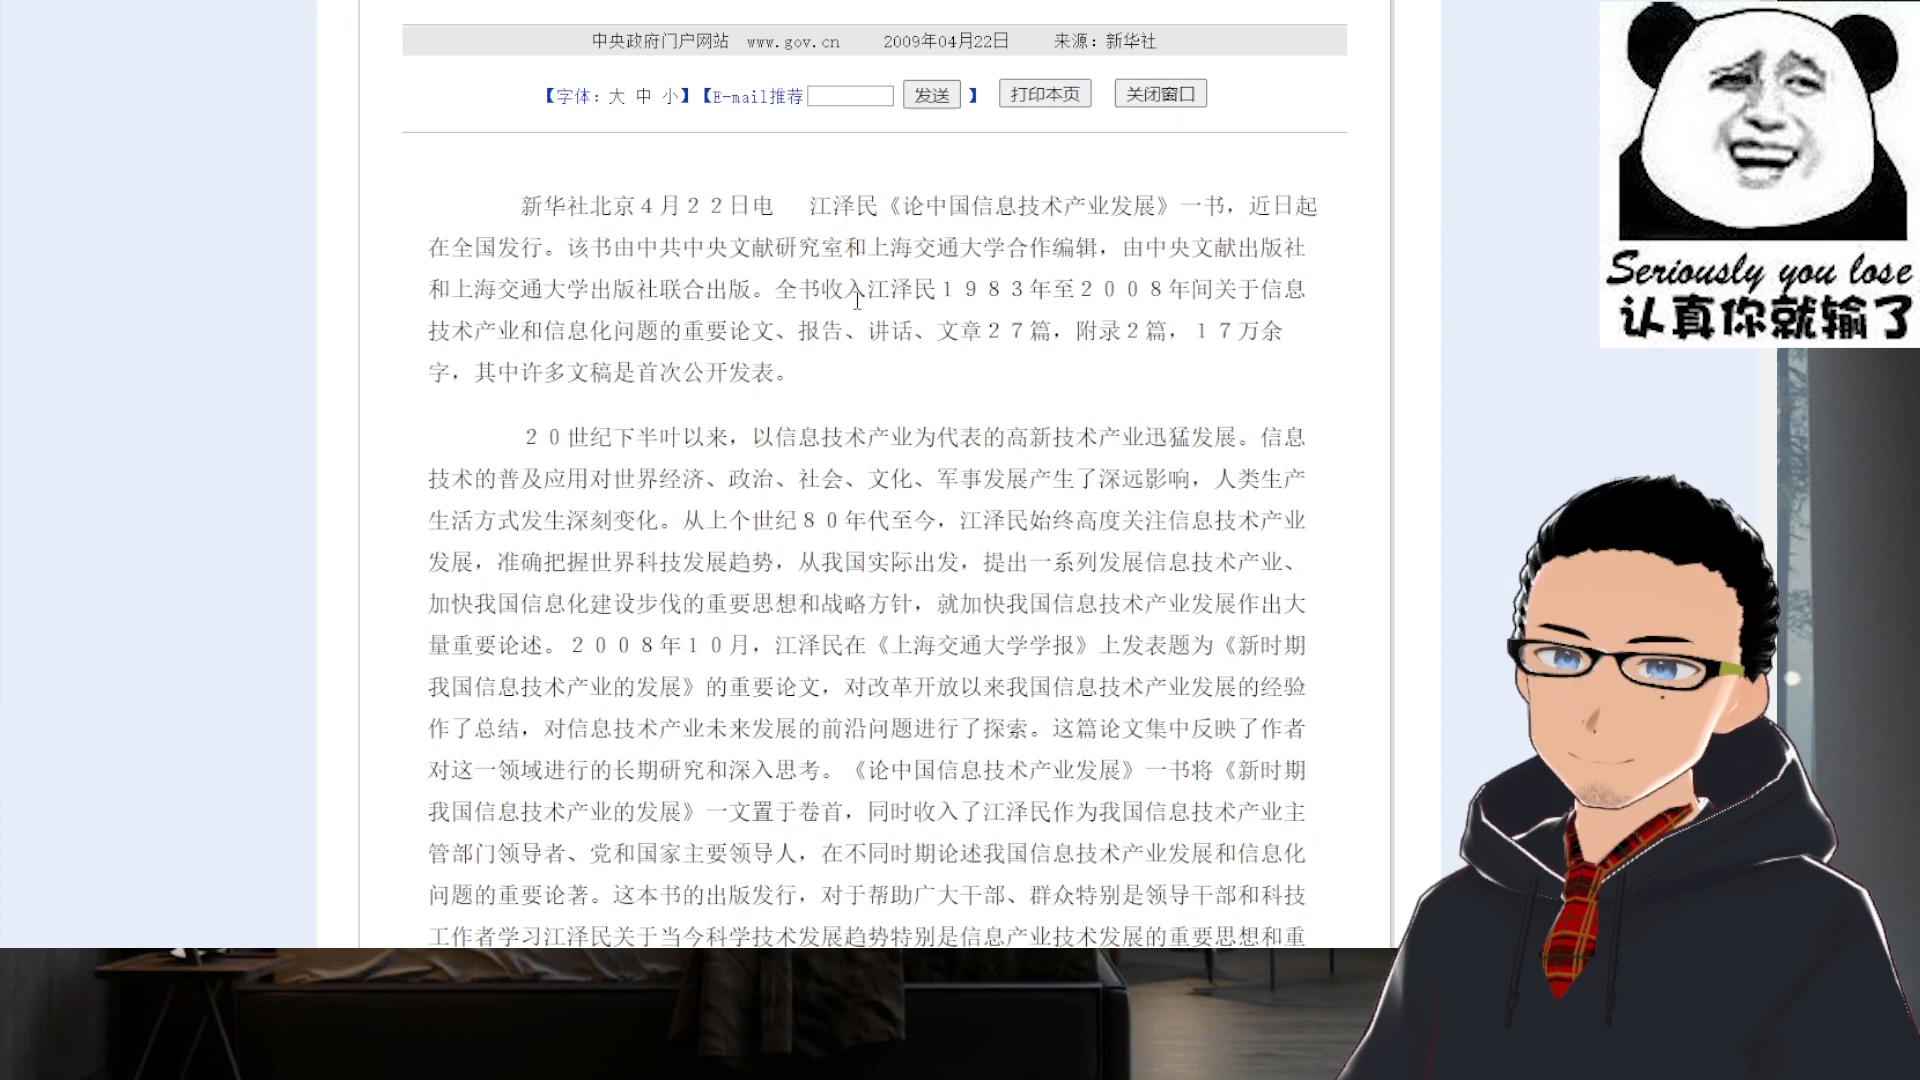 中央政府门户网站 www.gov.cn 2009年04月22日 来源：新华社
【字体：大 中 小】【E-mail推荐 发送 】 打印本页 关闭窗口
新华社北京４月２２日电 江泽民《论中国信息技术产业发展》一书，近日起
在全国发行。该书由中共中央文献研究室和上海交通大学合作编辑，由中央文献出版社
和上海交通大学出版社联合出版。全书收入江泽民１９８３年至２００８年间关于信息
技术产业和信息化问题的重要论文、报告、讲话、文章２７篇，附录２篇，１７万余
字，其中许多文稿是首次公开发表。
２０世纪下半叶以来，以信息技术产业为代表的高新技术产业迅猛发展。信息
技术的普及应用对世界经济、政治、社会、文化、军事发展产生了深远影响，人类生产
生活方式发生深刻变化。从上个世纪８０年代至今，江泽民始终高度关注信息技术产业
发展，准确把握世界科技发展趋势，从我国实际出发，提出一系列发展信息技术产业、
加快我国信息化建设步伐的重要思想和战略方针，就加快我国信息技术产业发展作出大
量重要论述。２００８年１０月，江泽民在《上海交通大学学报》上发表题为《新时期
我国信息技术产业的发展》的重要论文，对改革开放以来我国信息技术产业发展的经验
作了总结，对信息技术产业未来发展的前沿问题进行了探索。这篇论文集中反映了作者
对这一领域进行的长期研究和深入思考。《论中国信息技术产业发展》一书将《新时期
我国信息技术产业的发展》一文置于卷首，同时收入了江泽民作为我国信息技术产业主
管部门领导者、党和国家主要领导人，在不同时期论述我国信息技术产业发展和信息化
问题的重要论著。这本书的出版发行，对于帮助广大干部、群众特别是领导干部和科技
工作者学习江泽民关于当今科学技术发展趋势特别是信息产业技术发展的重要思想和重
Seriously you lose
认真你就输了